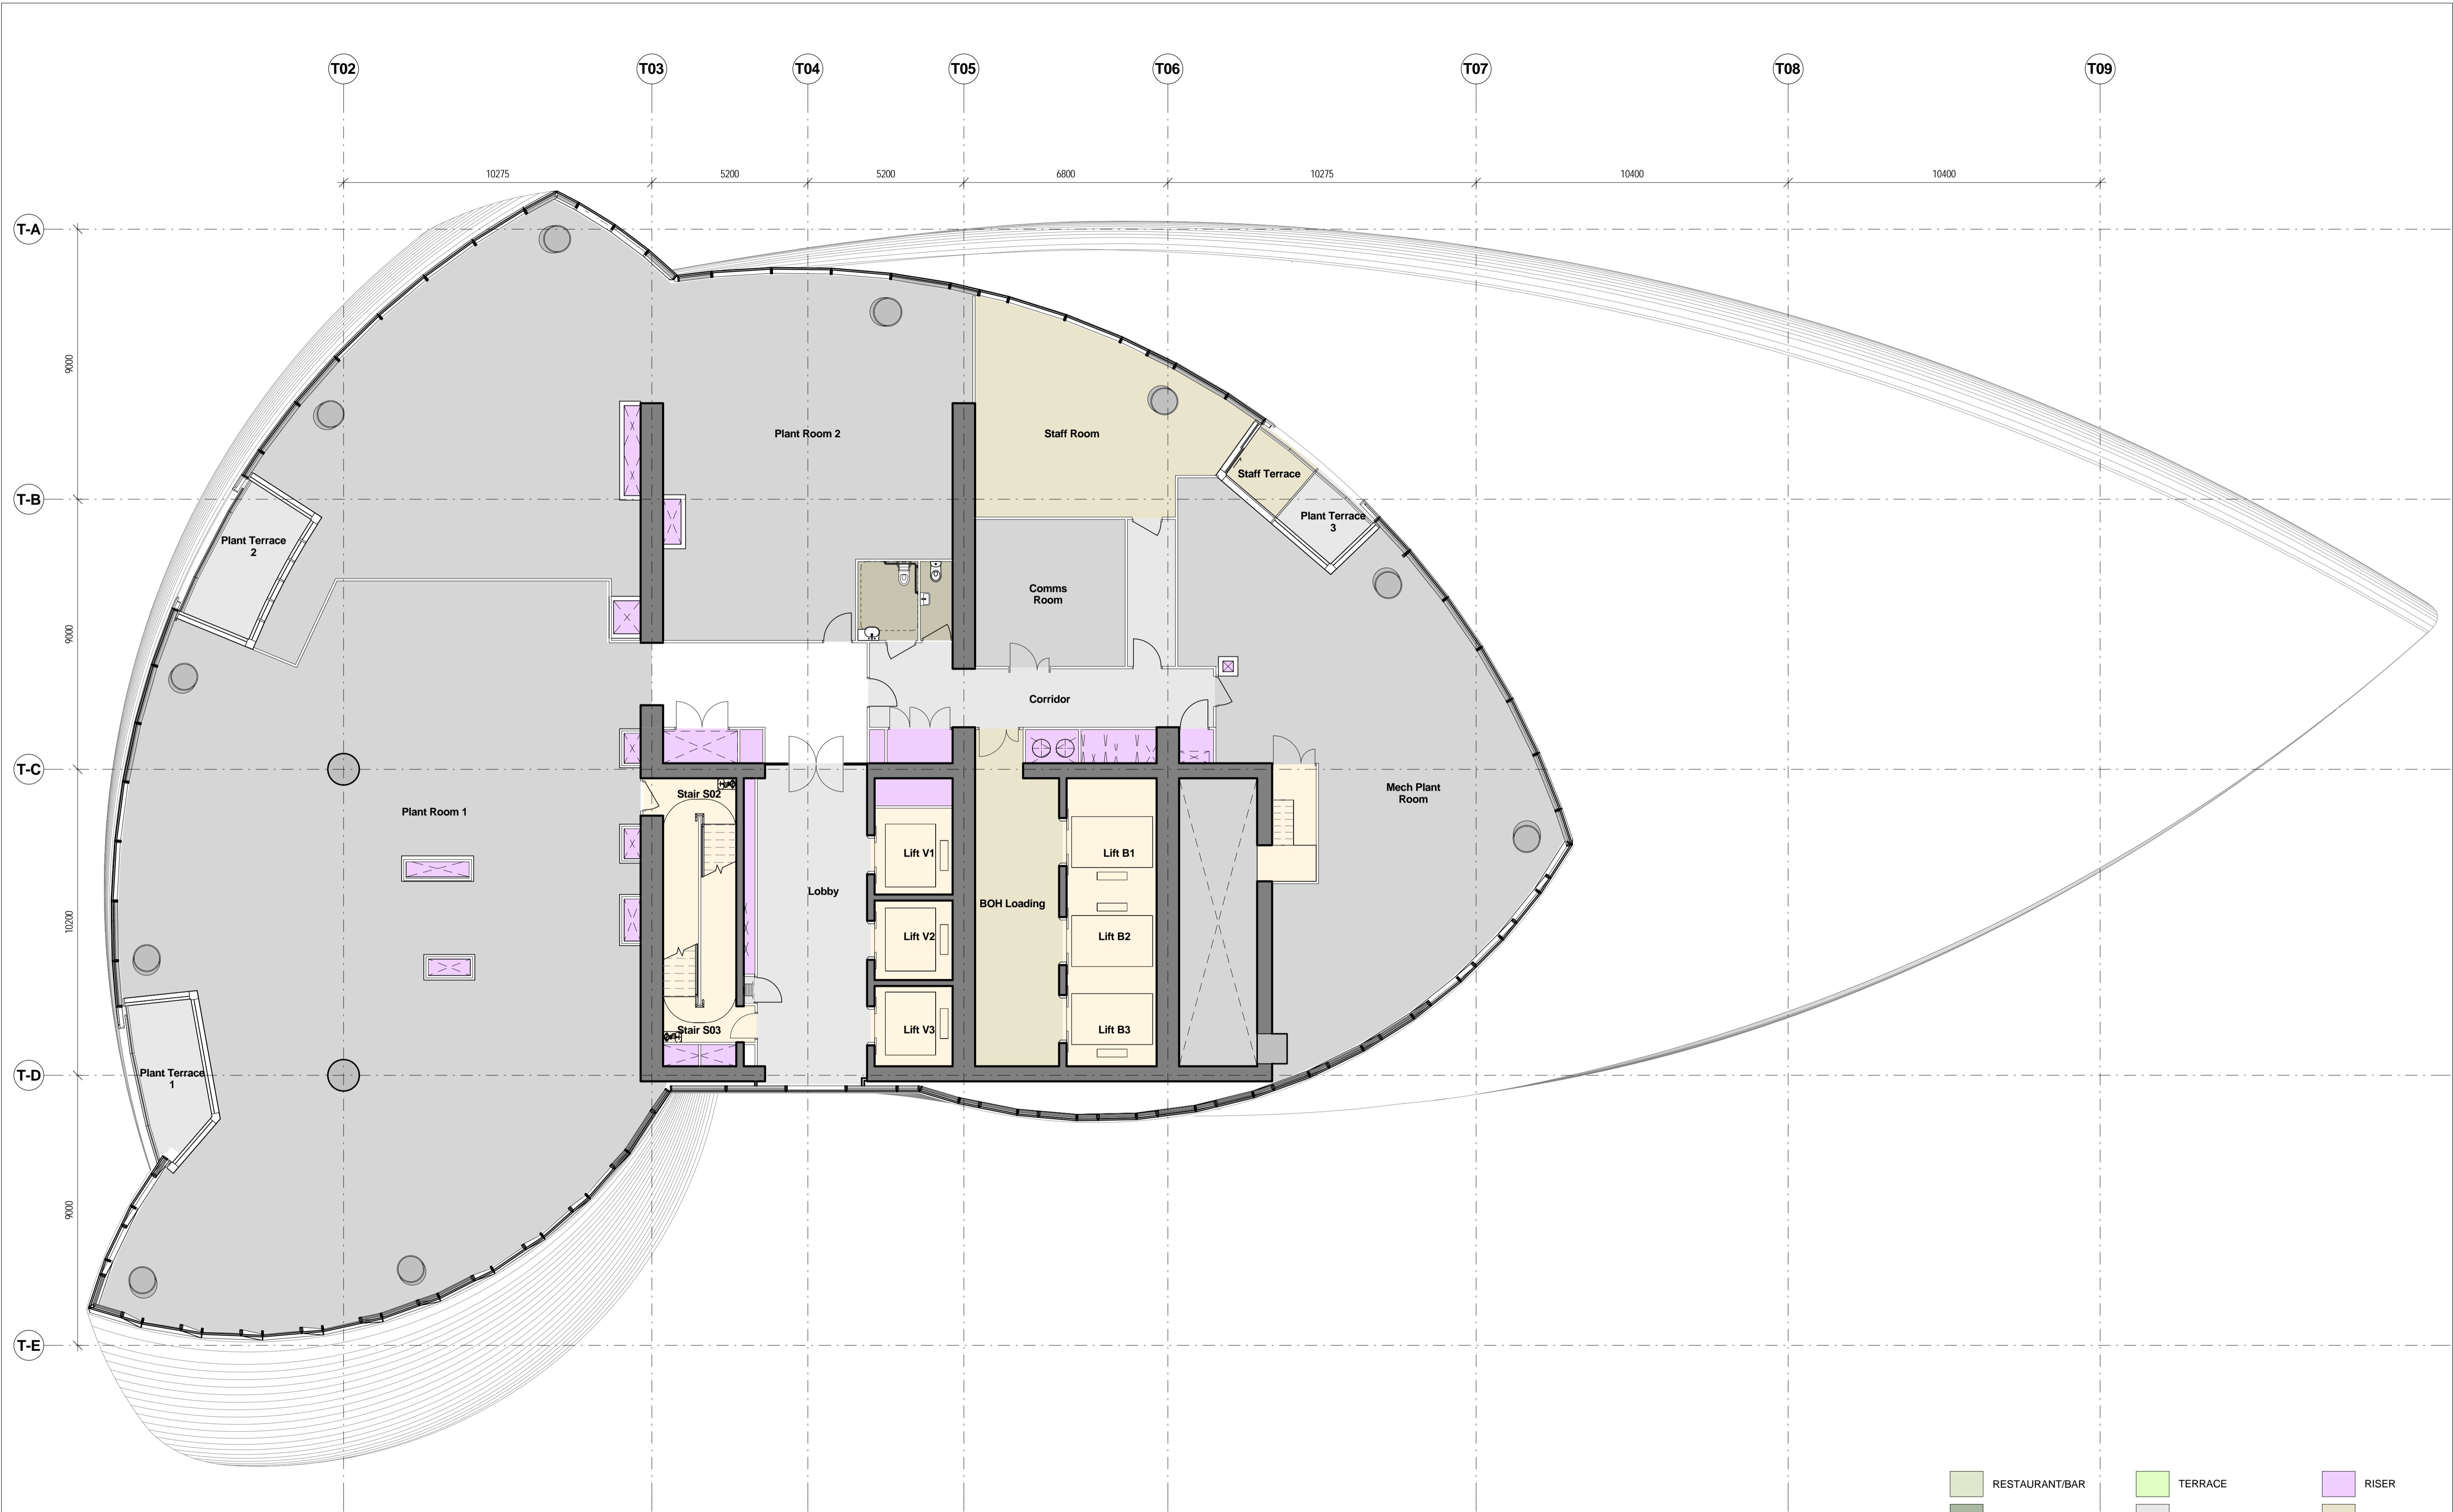 T02 T03 T04 T05 T06 T07 T08 T09
10275 5200 5200 6800 10275 10400 10400
T-A
9000
T-B
9000
T-C
10200
T-D
9000
T-E
Plant Room 2
Staff Room
Staff Terrace
Plant Terrace
3
Plant Terrace
2
Comms
Room
Corridor
Stair S02
Mech Plant
Room
Plant Room 1
Lift V1
Lift B1
Lobby
BOH Loading
Lift V2
Lift B2
Stair S03
Lift V3
Lift B3
Plant Terrace
1
RESTAURANT/BAR
TERRACE
RISER